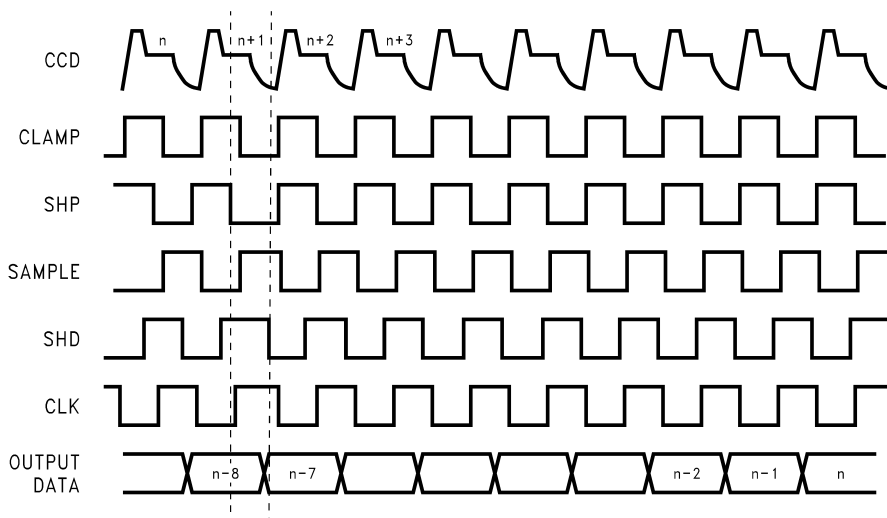 n n+1 n+2 n+3
CCD
CLAMP
SHP
SAMPLE
SHD
CLK
OUTPUT
DATA
n-8 n-7 n-2 n-1 n